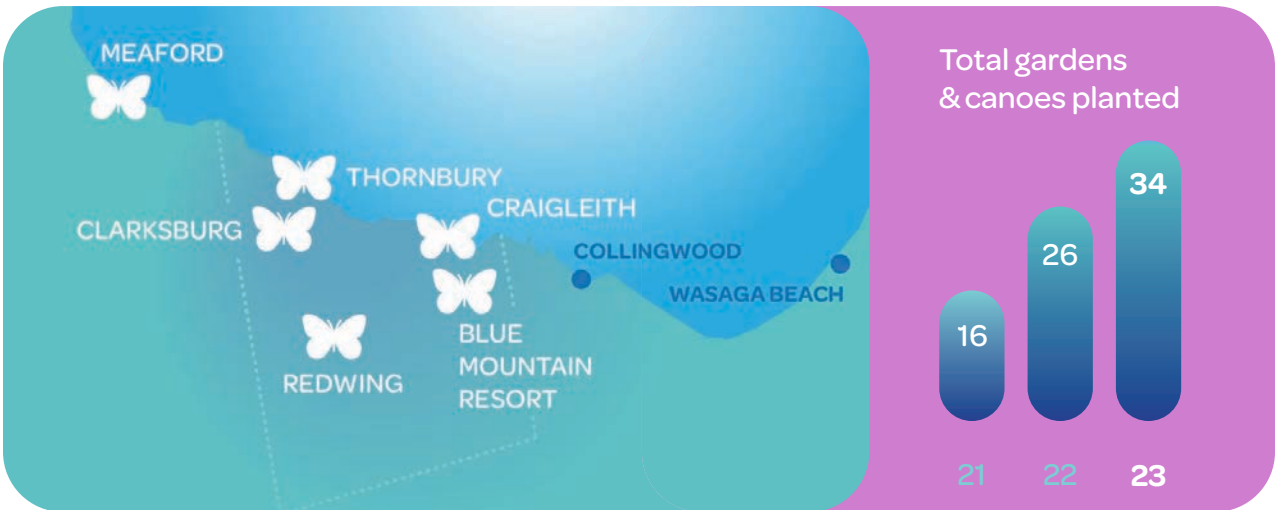 MEAFORD
THORNBURY
CRAIGLEITH
CLARKSBURG
COLLINGWOOD
WASAGA BEACH
BLUE
MOUNTAIN
RESORT
REDWING
Total gardens
& canoes planted
34
26
16
21 22 23